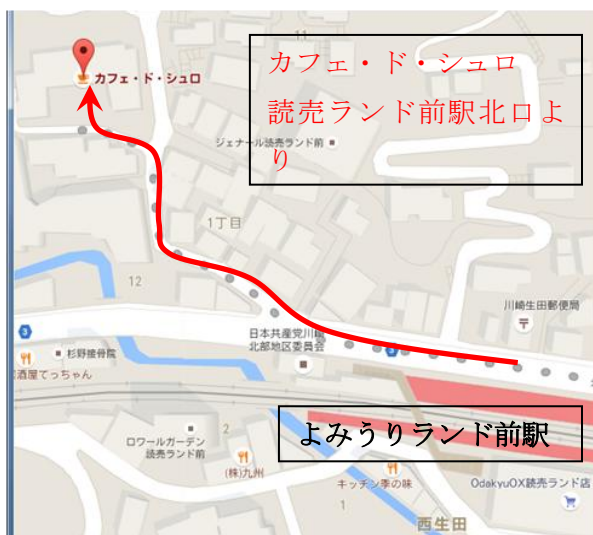 11
カフェ・ド・シュロ
読売ランド前駅北口よ
り
カフェ・ド・シュロ
ジェナール読売ランド前
1丁目
12
川崎生田郵便局
3
杉野接骨院
日本共産党川崎
北部地区委員会
3
居酒屋てっちゃん
よみうりランド前駅
2
ロワールガーデン
読売ランド前
(株)九州
キッチン季の味
OdakyuOX読売ランド店
1
西生田